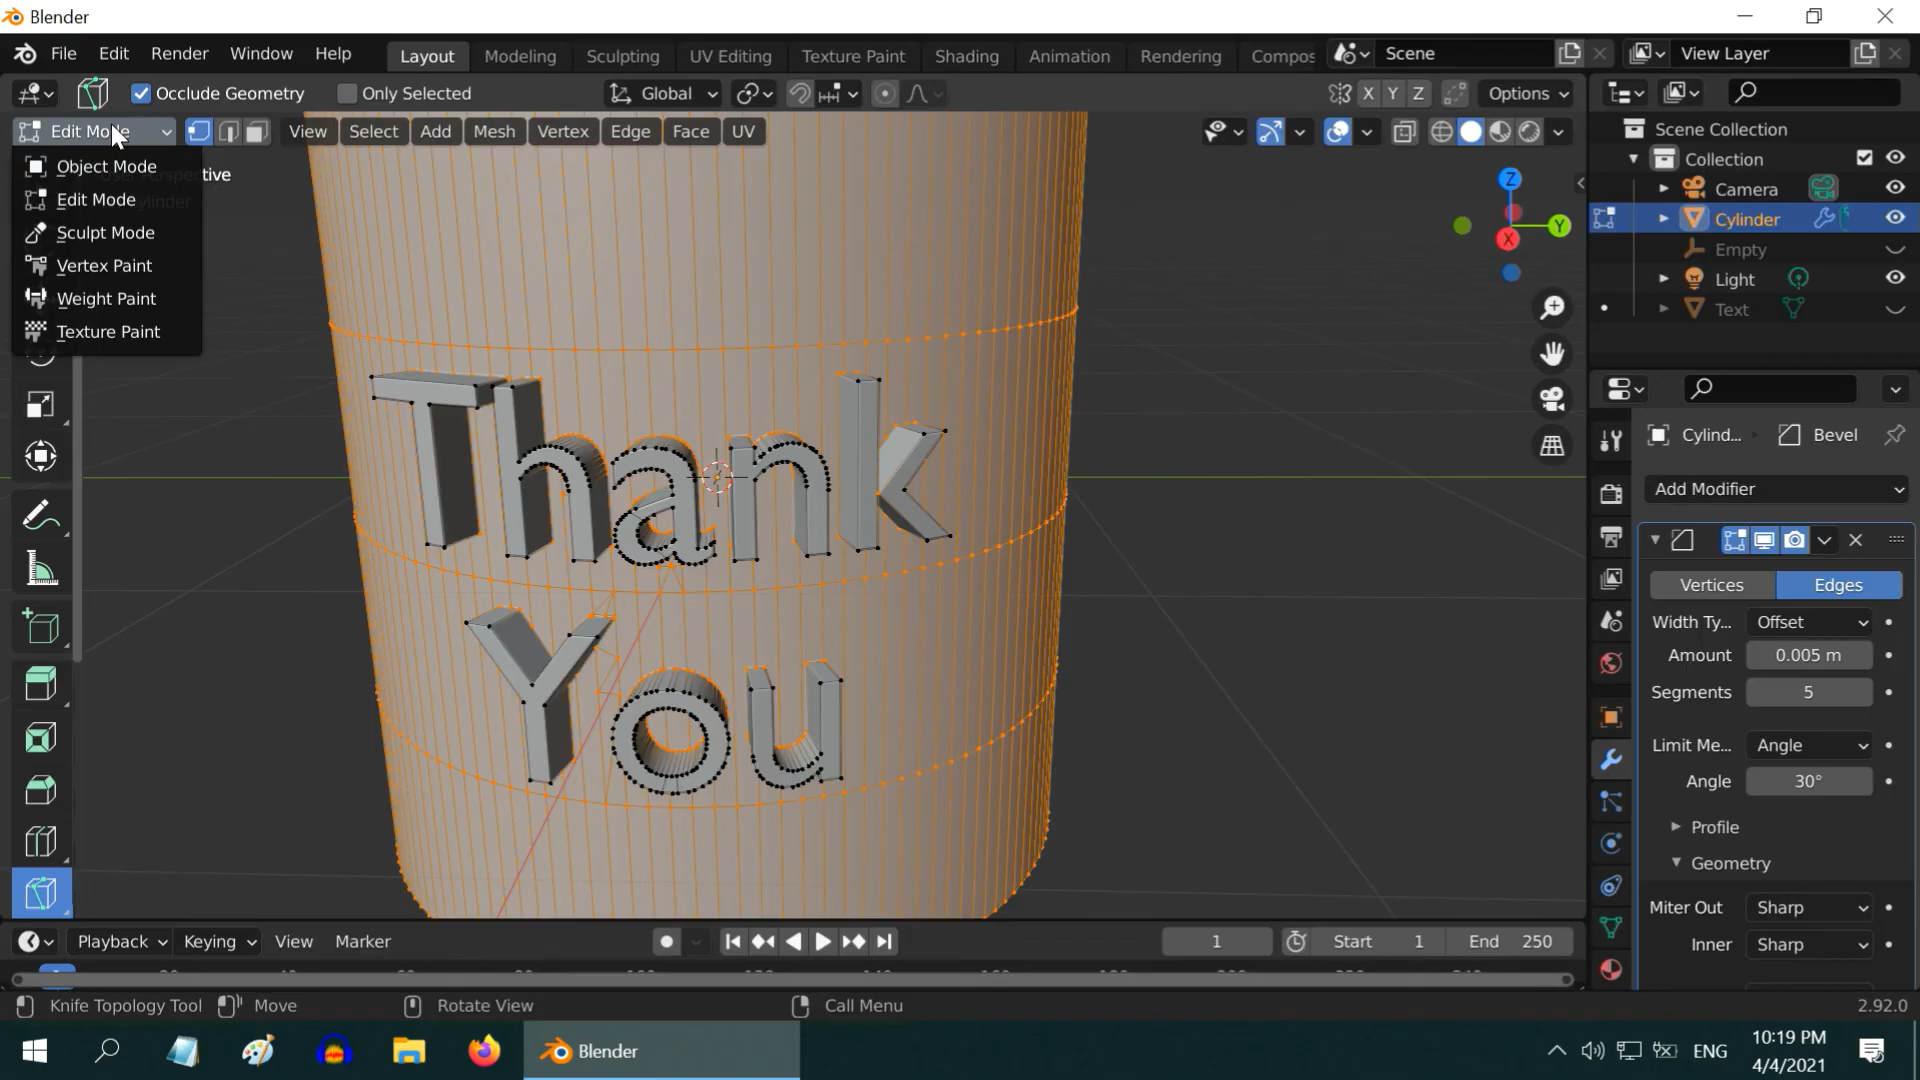 Blender
File Edit Render Window Help Layout Modeling Sculpting UV Editing Texture Paint Shading Animation Rendering Compos Scene View Layer
Occlude Geometry Only Selected Global X Y Z Options
Edit Mode View Select Add Mesh Vertex Edge Face UV
Object Mode
Edit Mode
Sculpt Mode
Vertex Paint
Weight Paint
Texture Paint
Z
Y
X
Thank
You
Scene Collection
Collection
Camera
Cylinder
Empty
Light
Text
Cylind... Bevel
Add Modifier
Vertices Edges
Width Ty... Offset
Amount 0.005 m
Segments 5
Limit Me... Angle
Angle 30°
Profile
Geometry
Miter Out Sharp
Inner Sharp
Playback Keying View Marker 1 Start 1 End 250
Knife Topology Tool Move Rotate View Call Menu 2.92.0
Blender ENG 10:19 PM
4/4/2021